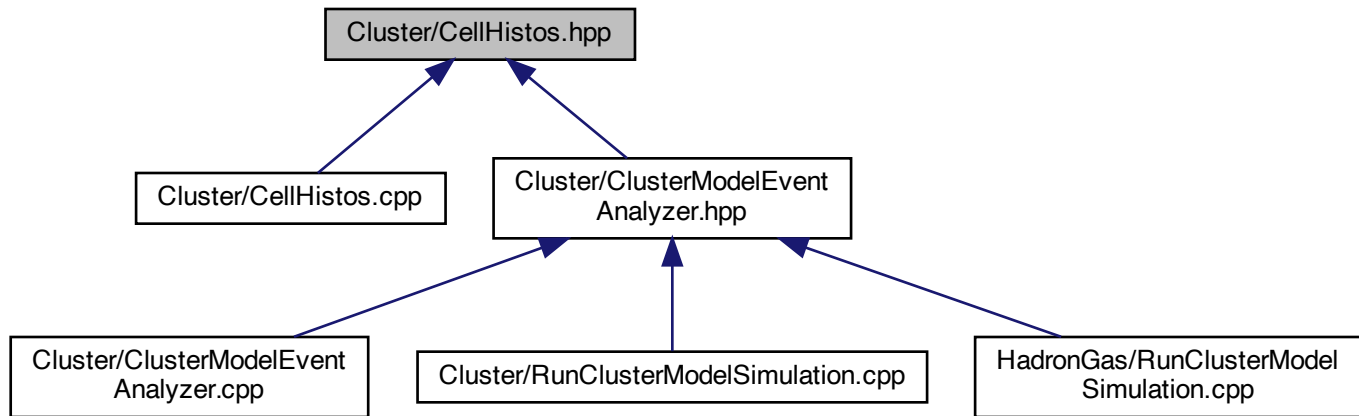 Cluster/CellHistos.hpp
Cluster/CellHistos.cpp
Cluster/ClusterModelEvent
Analyzer.hpp
Cluster/ClusterModelEvent
Analyzer.cpp
Cluster/RunClusterModelSimulation.cpp
HadronGas/RunClusterModel
Simulation.cpp